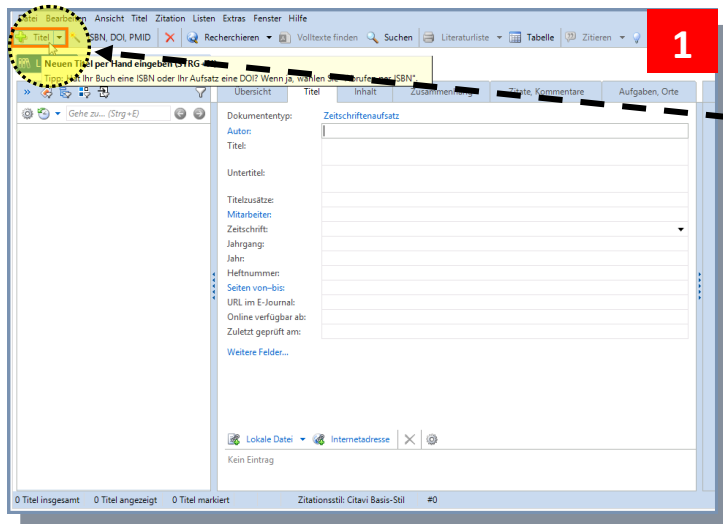 Datei Bearbeiten Ansicht Titel Zitation Listen Extras Fenster Hilfe
Titel ISBN, DOI, PMID Recherchieren Volltexte finden Suchen Literaturliste Tabelle Zitieren
1
Neuen Titel per Hand eingeben (STRG +
Tipp: Hat Ihr Buch eine ISBN oder Ihr Aufsatz eine DOI? Wenn ja, wählen Sie "Abrufen per ISBN".
Übersicht Titel Inhalt Zusammenhang Zitate, Kommentare Aufgaben, Orte
Gehe zu... (Strg+E)
Dokumententyp: Zeitschriftenaufsatz
Autor:
Titel:
Untertitel:
Titelzusätze:
Mitarbeiter:
Zeitschrift:
Jahrgang:
Jahr:
Heftnummer:
Seiten von–bis:
URL im E-Journal:
Online verfügbar ab:
Zuletzt geprüft am:
Weitere Felder...
Lokale Datei Internetadresse
Kein Eintrag
0 Titel insgesamt 0 Titel angezeigt 0 Titel markiert Zitationsstil: Citavi Basis-Stil #0